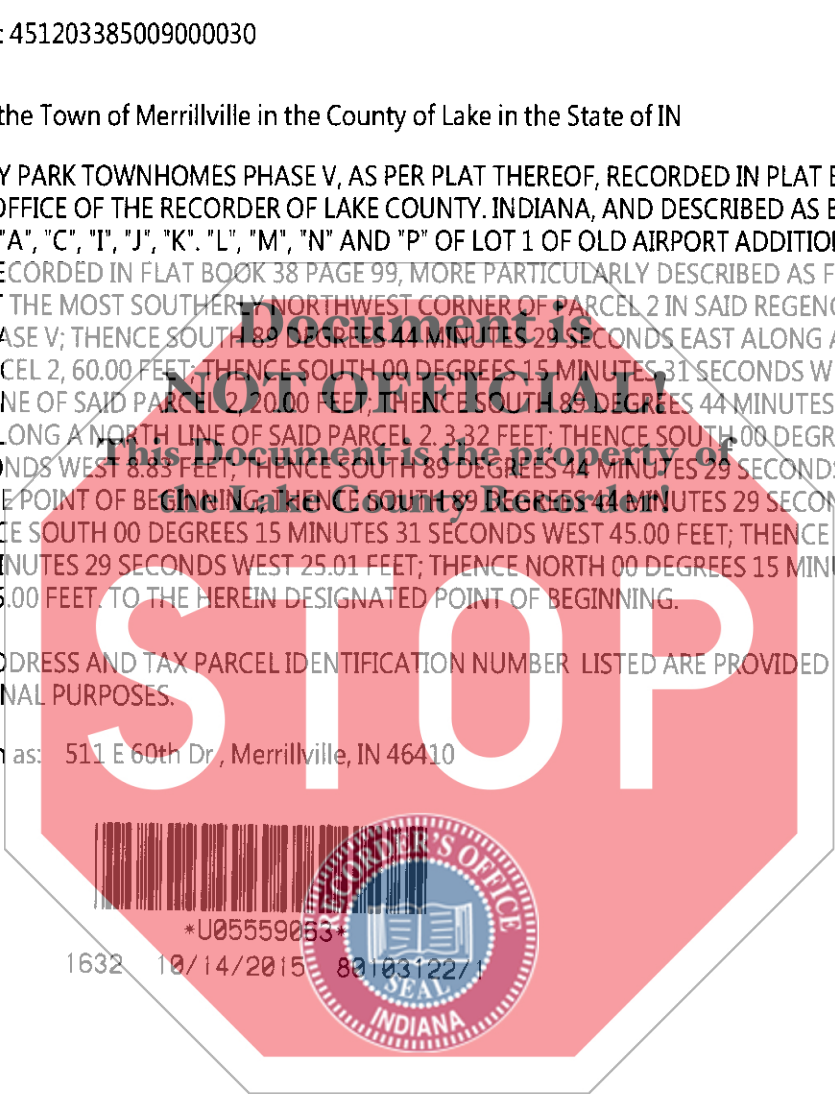 : 451203385009000030
the Town of Merrillville in the County of Lake in the State of IN
Y PARK TOWNHOMES PHASE V, AS PER PLAT THEREOF, RECORDED IN PLAT B
OFFICE OF THE RECORDER OF LAKE COUNTY. INDIANA, AND DESCRIBED AS B
"A", "C", "I", "J", "K". "L", "M", "N" AND "P" OF LOT 1 OF OLD AIRPORT ADDITION
ECORDED IN FLAT BOOK 38 PAGE 99, MORE PARTICULARLY DESCRIBED AS F
T THE MOST SOUTHERLY NORTHWEST CORNER OF PARCEL 2 IN SAID REGENC
ASE V; THENCE SOUTH 89 DEGREES 44 MINUTES 29 SECONDS EAST ALONG A
CEL 2, 60.00 FEET; THENCE SOUTH 00 DEGREES 15 MINUTES 31 SECONDS W
NE OF SAID PARCEL 2, 20.00 FEET; THENCE SOUTH 89 DEGREES 44 MINUTES
LONG A NORTH LINE OF SAID PARCEL 2. 3.32 FEET; THENCE SOUTH 00 DEGR
NDS WEST 8.83 FEET; THENCE SOUTH 89 DEGREES 44 MINUTES 29 SECONDS
E POINT OF BEGINNING; THENCE SOUTH 89 DEGREES 44 MINUTES 29 SECON
CE SOUTH 00 DEGREES 15 MINUTES 31 SECONDS WEST 45.00 FEET; THENCE
INUTES 29 SECONDS WEST 25.01 FEET; THENCE NORTH 00 DEGREES 15 MINU
5.00 FEET. TO THE HEREIN DESIGNATED POINT OF BEGINNING.
DDRESS AND TAX PARCEL IDENTIFICATION NUMBER LISTED ARE PROVIDED
NAL PURPOSES.
n as: 511 E 60th Dr , Merrillville, IN 46410
Document is
NOT OFFICIAL!
This Document is the property of
the Lake County Recorder!
STOP
*U05559063*
1632 10/14/2015 80103122/1
RECORDER'S OFFICE
SEAL
INDIANA